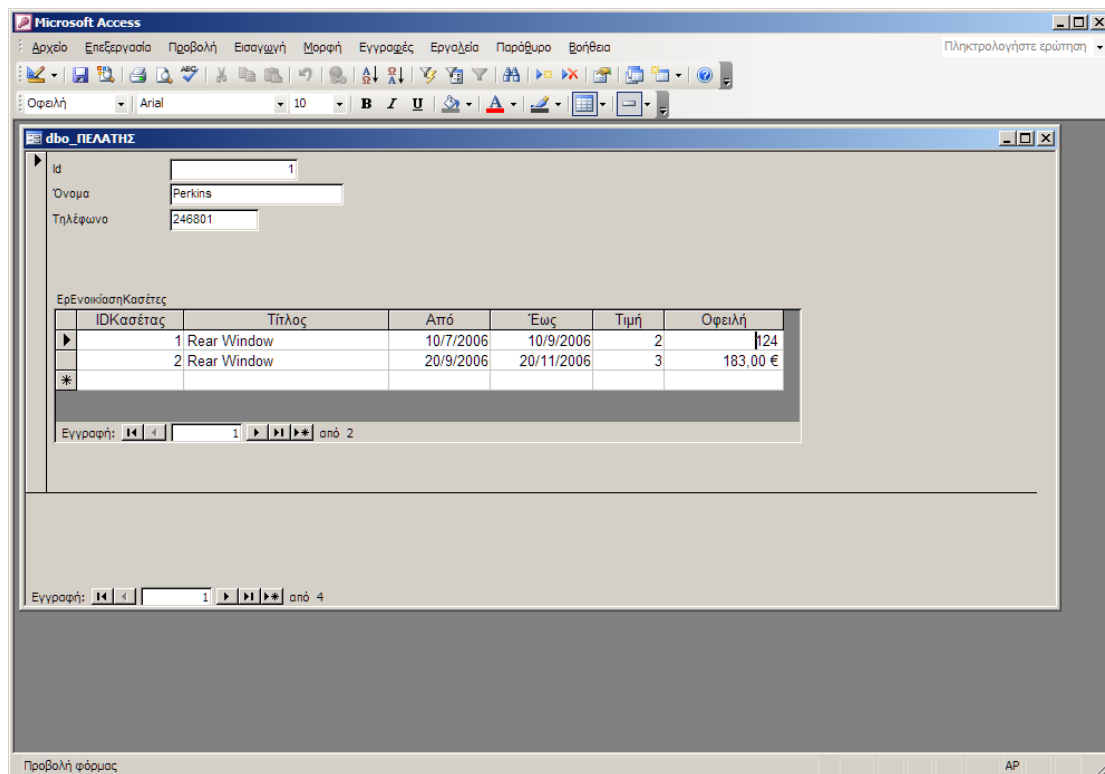 Microsoft Access
Αρχείο Επεξεργασία Προβολή Εισαγωγή Μορφή Εγγραφές Εργαλεία Παράθυρο Βοήθεια Πληκτρολογήστε ερώτηση
Οφειλή Arial 10 B I U A
dbo_ΠΕΛΑΤΗΣ
Id 1
Όνομα Perkins
Τηλέφωνο 246801
ΕρΕνοικίασηΚασέτες
IDΚασέτας Τίτλος Από Έως Τιμή Οφειλή
1 Rear Window 10/7/2006 10/9/2006 2 124
2 Rear Window 20/9/2006 20/11/2006 3 183,00 €
Εγγραφή: 1 από 2
Εγγραφή: 1 από 4
Προβολή φόρμας AP